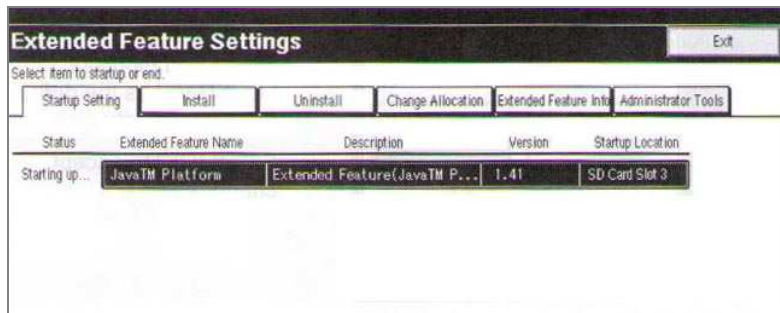 Extended Feature Settings Exit
Select item to startup or end.
Startup Setting Install Uninstall Change Allocation Extended Feature Info Administrator Tools
Status Extended Feature Name Description Version Startup Location
Starting up... JavaTM Platform Extended Feature(JavaTM P... 1.41 SD Card Slot 3